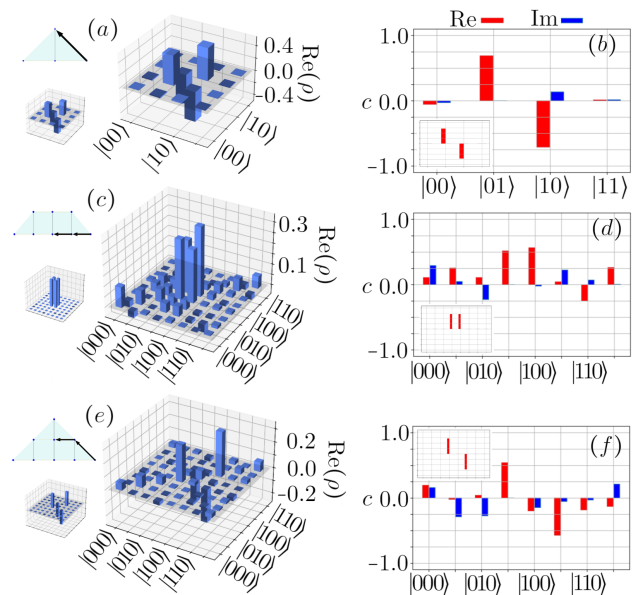 (a)
0.4
0.0
−0.4
Re(ρ)
|00⟩
|10⟩
|00⟩
|10⟩
Re Im
(b)
1.0
c 0.0
−1.0
|00⟩ |01⟩ |10⟩ |11⟩
(c)
0.3
0.1
Re(ρ)
|000⟩
|010⟩
|100⟩
|110⟩
|000⟩
|010⟩
|100⟩
|110⟩
(d)
1.0
c 0.0
−1.0
|000⟩ |010⟩ |100⟩ |110⟩
(e)
0.2
0.0
−0.2
Re(ρ)
|000⟩
|010⟩
|100⟩
|110⟩
|000⟩
|010⟩
|100⟩
|110⟩
(f)
1.0
c 0.0
−1.0
|000⟩ |010⟩ |100⟩ |110⟩